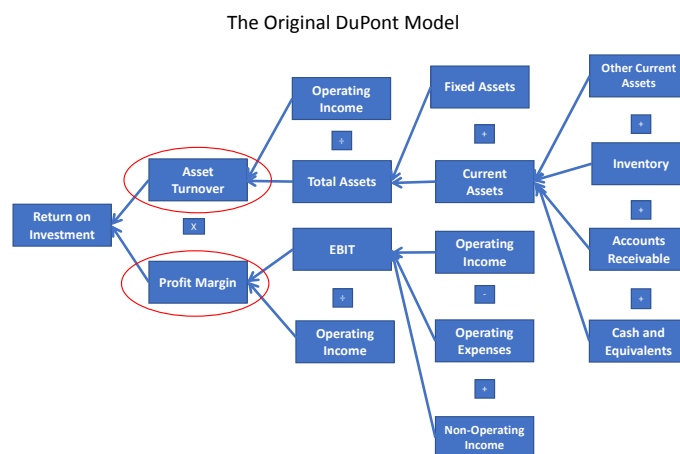 The Original DuPont Model
Other Current
Assets
Operating
Income
Fixed Assets
+
÷
+
Asset
Turnover
Total Assets
Current
Assets
Inventory
Return on
Investment
X
+
EBIT
Operating
Income
Accounts
Receivable
Profit Margin
÷
-
+
Operating
Income
Operating
Expenses
Cash and
Equivalents
+
Non-Operating
Income